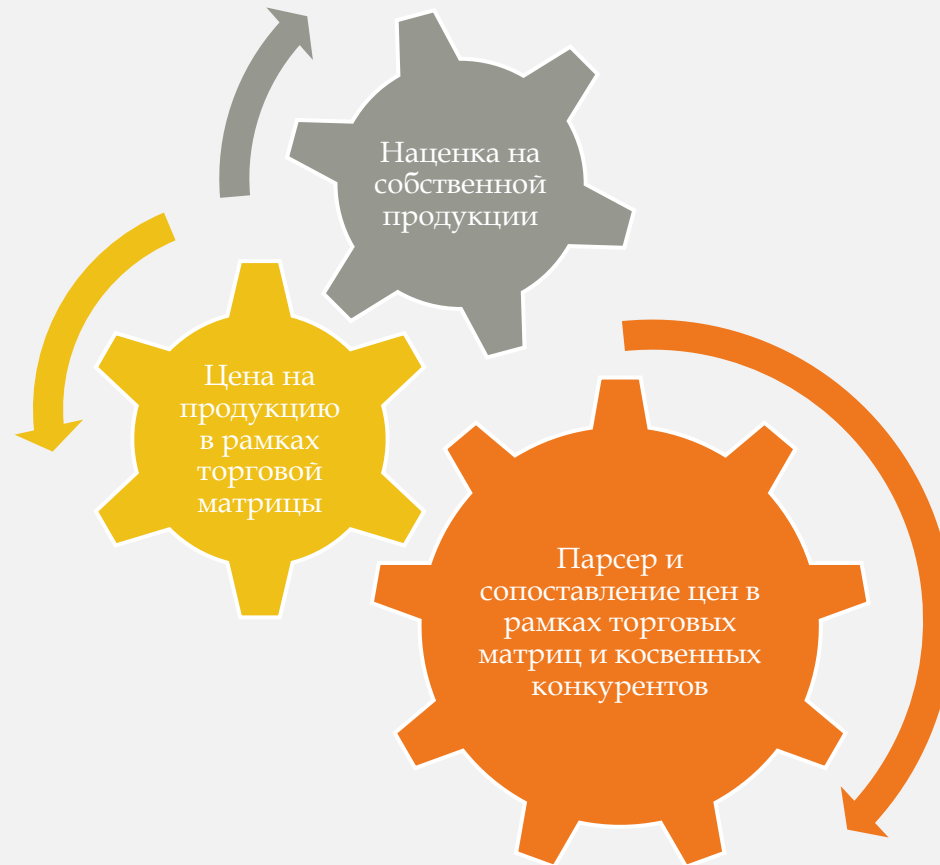 Наценка на
собственной
продукции
Цена на
продукцию
в рамках
торговой
матрицы
Парсер и
сопоставление цен в
рамках торговых
матриц и косвенных
конкурентов